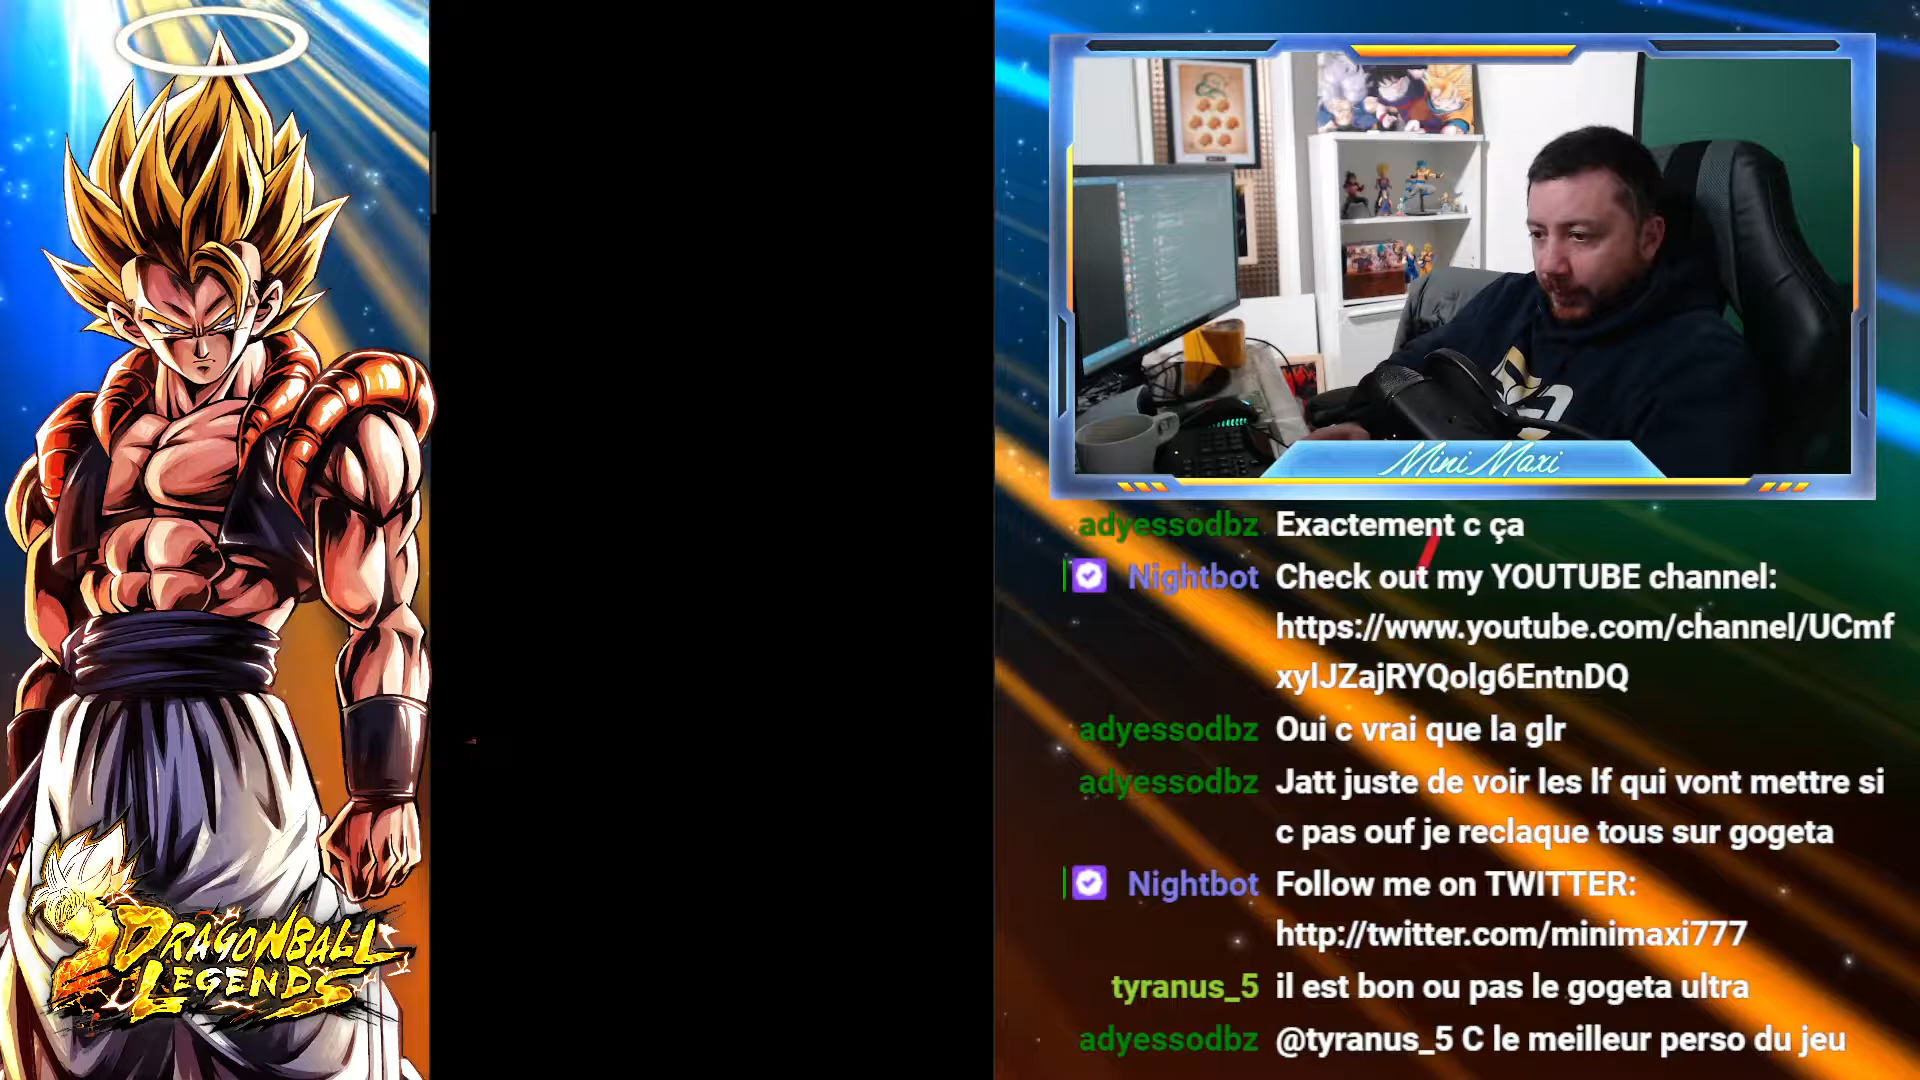 DRAGONBALL
LEGENDS
Mini Maxi
adyessodbz Exactement c ça
Nightbot Check out my YOUTUBE channel:
https://www.youtube.com/channel/UCmf
xylJZajRYQolg6EntnDQ
adyessodbz Oui c vrai que la glr
adyessodbz Jatt juste de voir les lf qui vont mettre si
c pas ouf je reclaque tous sur gogeta
Nightbot Follow me on TWITTER:
http://twitter.com/minimaxi777
tyranus_5 il est bon ou pas le gogeta ultra
adyessodbz @tyranus_5 C le meilleur perso du jeu